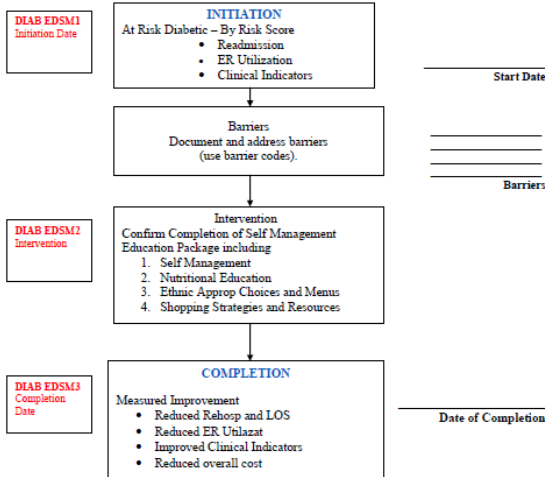 DIAB EDSM1
Initiation Date
INITIATION
At Risk Diabetic – By Risk Score
• Readmission
• ER Utilization
• Clinical Indicators
Start Date
Barriers
Document and address barriers
(use barrier codes).
Barriers
DIAB EDSM2
Intervention
Intervention
Confirm Completion of Self Management
Education Package including
1. Self Management
2. Nutritional Education
3. Ethnic Approp Choices and Menus
4. Shopping Strategies and Resources
DIAB EDSM3
Completion
Date
COMPLETION
Measured Improvement
• Reduced Rehosp and LOS
• Reduced ER Utilazat
• Improved Clinical Indicators
• Reduced overall cost
Date of Completion